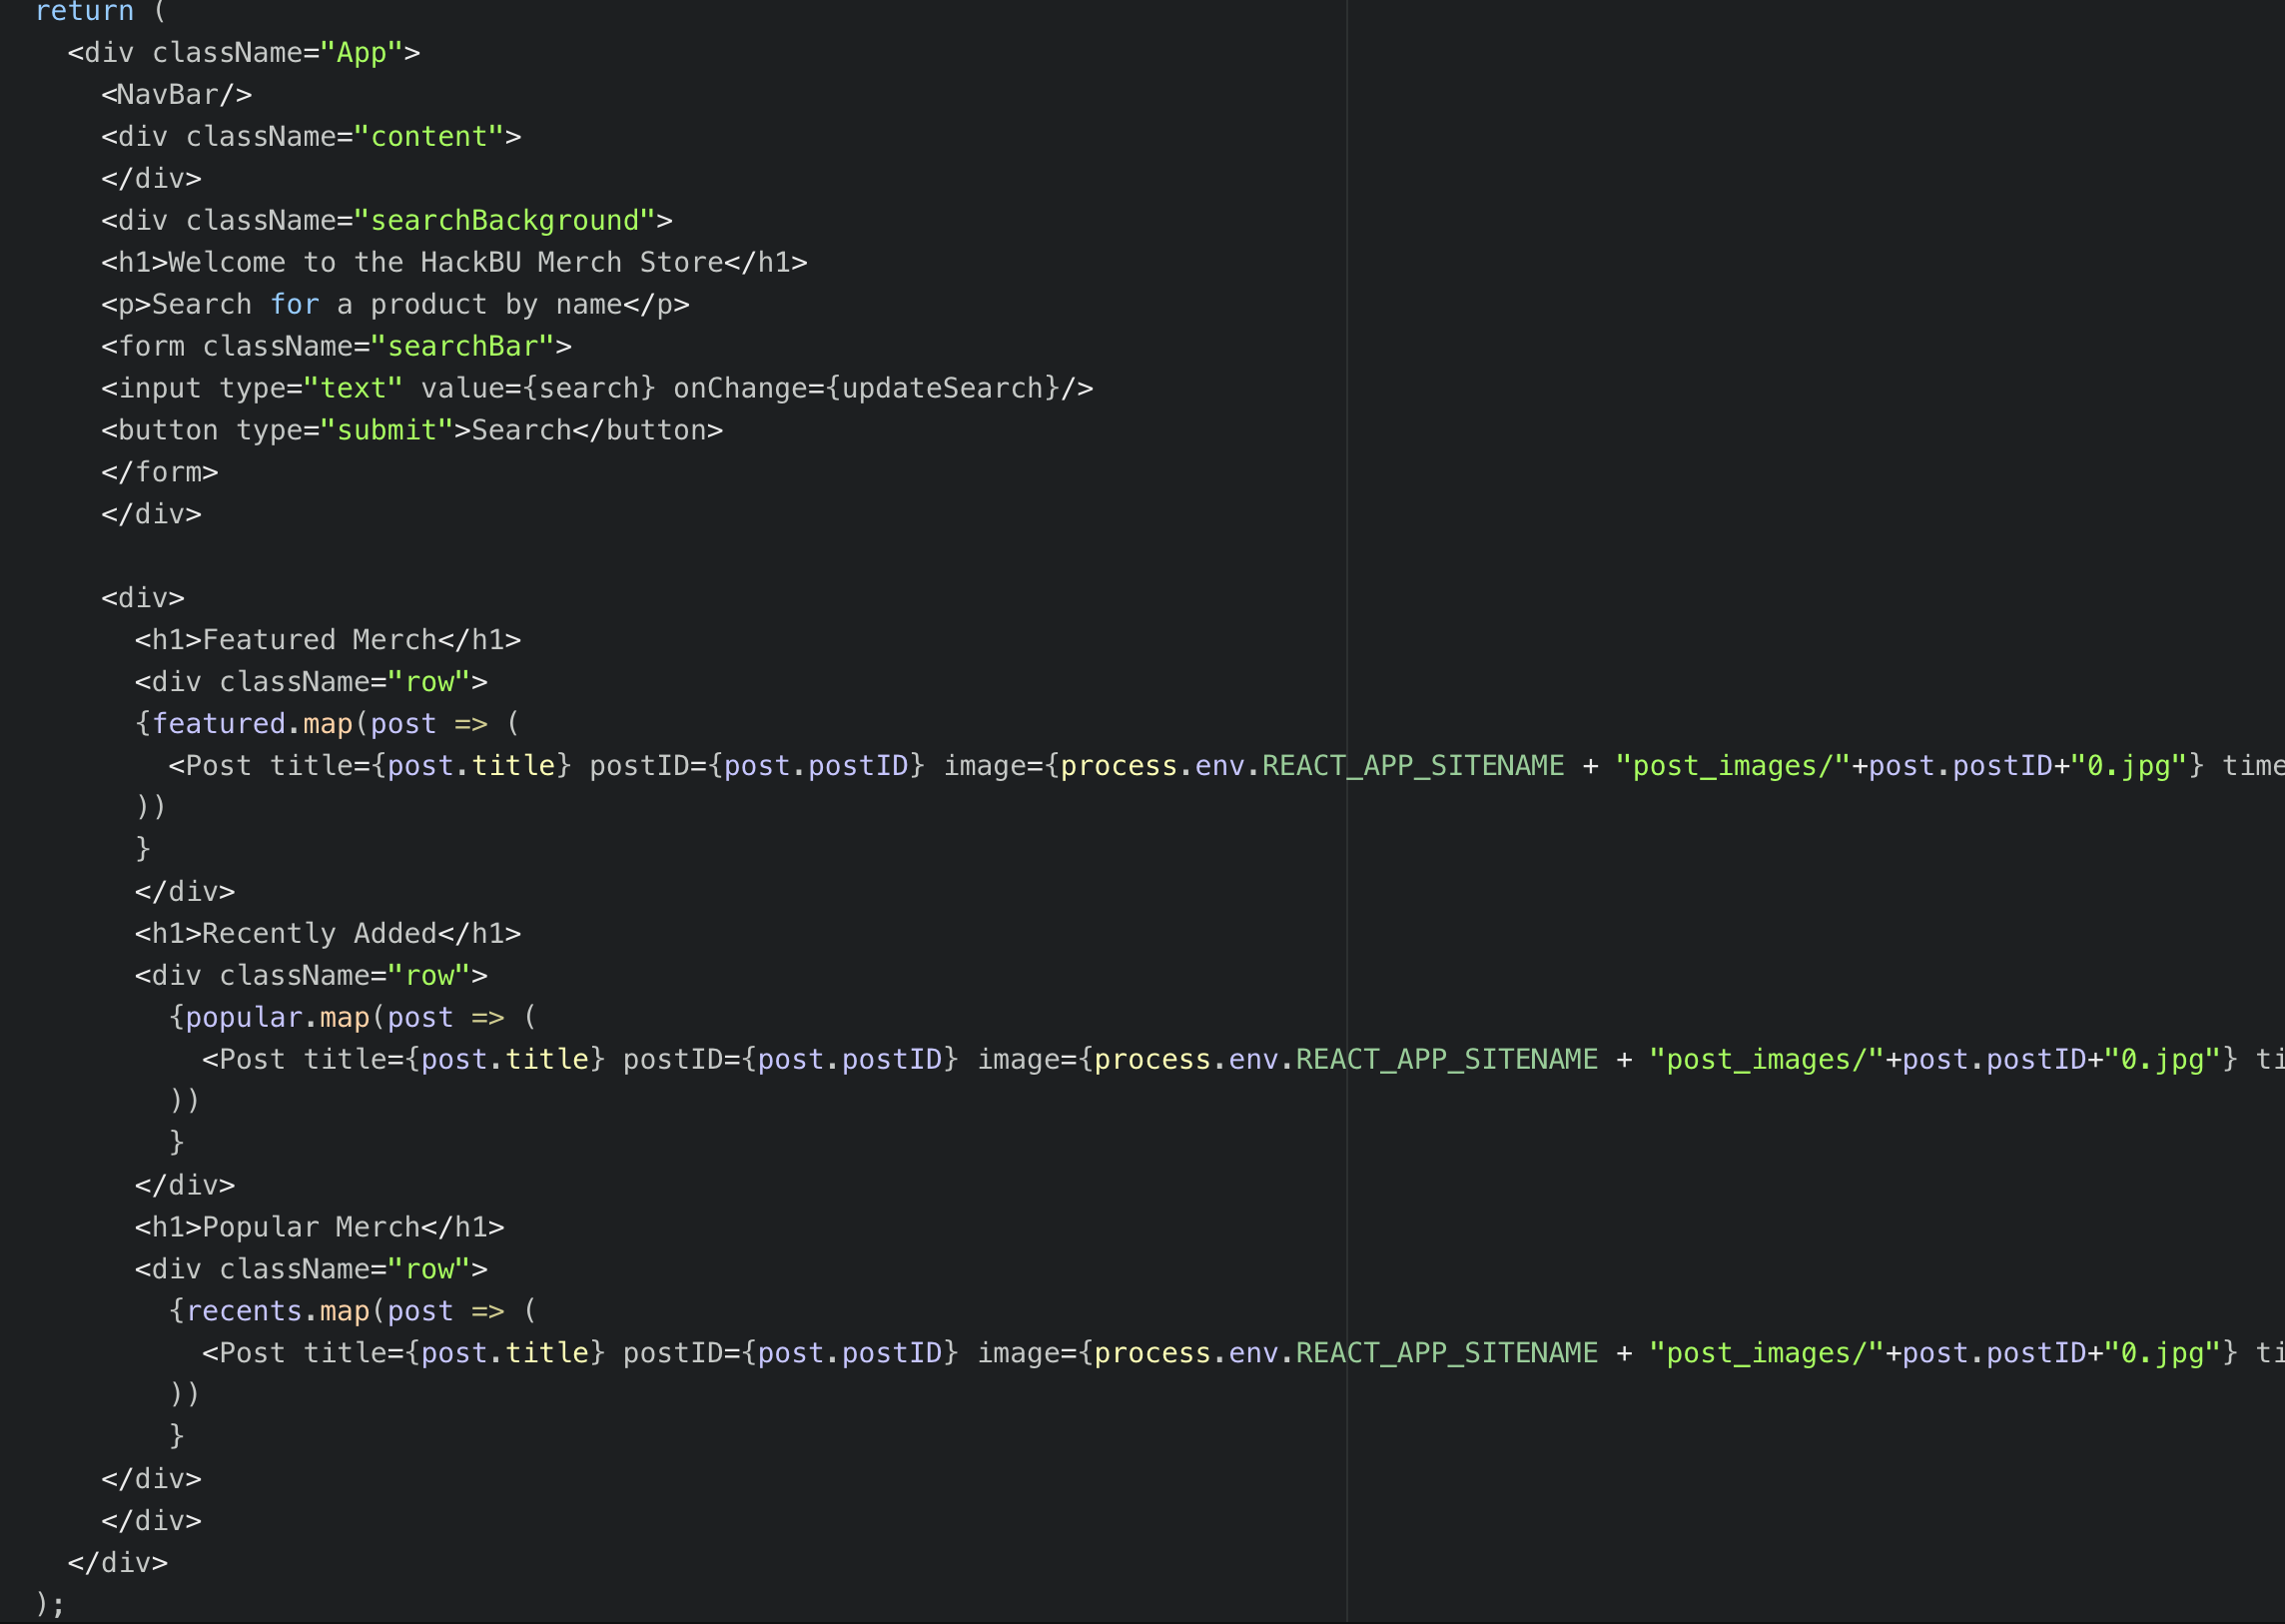 return (
<div className="App">
<NavBar/>
<div className="content">
</div>
<div className="searchBackground">
<h1>Welcome to the HackBU Merch Store</h1>
<p>Search for a product by name</p>
<form className="searchBar">
<input type="text" value={search} onChange={updateSearch}/>
<button type="submit">Search</button>
</form>
</div>
<div>
<h1>Featured Merch</h1>
<div className="row">
{featured.map(post => (
<Post title={post.title} postID={post.postID} image={process.env.REACT_APP_SITENAME + "post_images/"+post.postID+"0.jpg"} time
))
}
</div>
<h1>Recently Added</h1>
<div className="row">
{popular.map(post => (
<Post title={post.title} postID={post.postID} image={process.env.REACT_APP_SITENAME + "post_images/"+post.postID+"0.jpg"} ti
))
}
</div>
<h1>Popular Merch</h1>
<div className="row">
{recents.map(post => (
<Post title={post.title} postID={post.postID} image={process.env.REACT_APP_SITENAME + "post_images/"+post.postID+"0.jpg"} ti
))
}
</div>
</div>
</div>
);